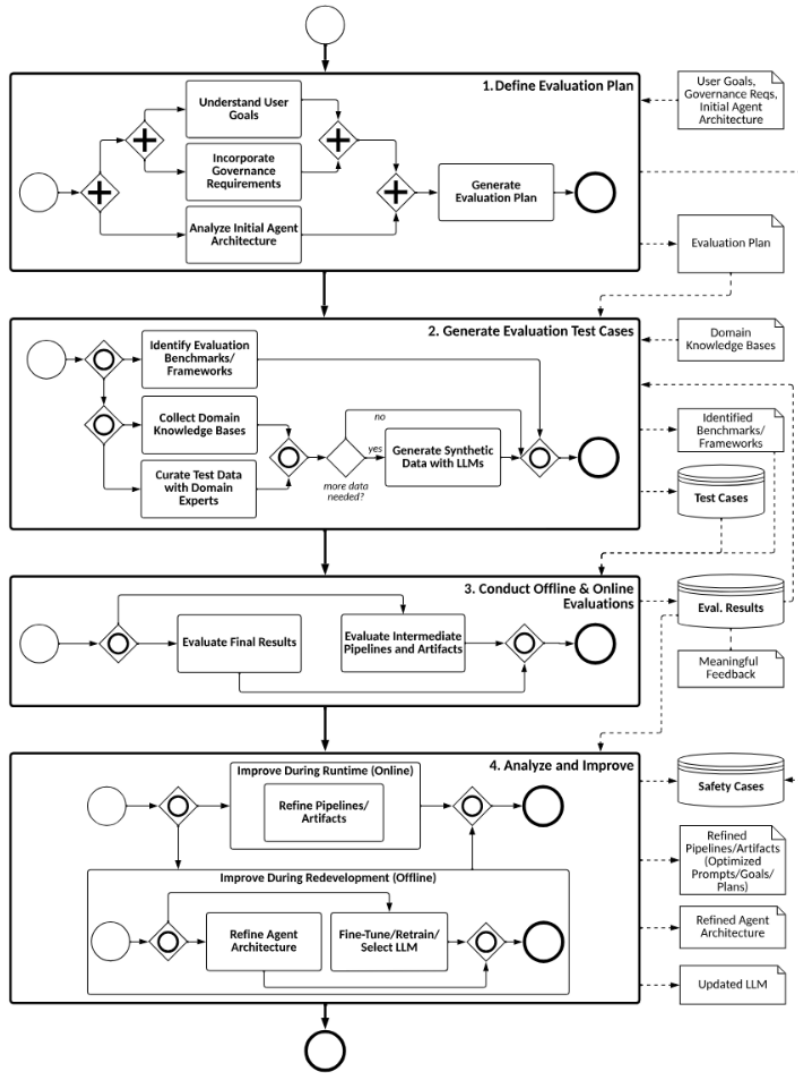 1. Define Evaluation Plan
Understand User
Goals
Incorporate
Governance
Requirements
Analyze Initial Agent
Architecture
Generate
Evaluation Plan
User Goals,
Governance Reqs,
Initial Agent
Architecture
Evaluation Plan
2. Generate Evaluation Test Cases
Identify Evaluation
Benchmarks/
Frameworks
Collect Domain
Knowledge Bases
Curate Test Data
with Domain
Experts
no
yes
more data
needed?
Generate Synthetic
Data with LLMs
Domain
Knowledge Bases
Identified
Benchmarks/
Frameworks
Test Cases
3. Conduct Offline & Online
Evaluations
Evaluate Final Results
Evaluate Intermediate
Pipelines and Artifacts
Eval. Results
Meaningful
Feedback
4. Analyze and Improve
Improve During Runtime (Online)
Refine Pipelines/
Artifacts
Improve During Redevelopment (Offline)
Refine Agent
Architecture
Fine-Tune/Retrain/
Select LLM
Safety Cases
Refined
Pipelines/Artifacts
(Optimized
Prompts/Goals/
Plans)
Refined Agent
Architecture
Updated LLM